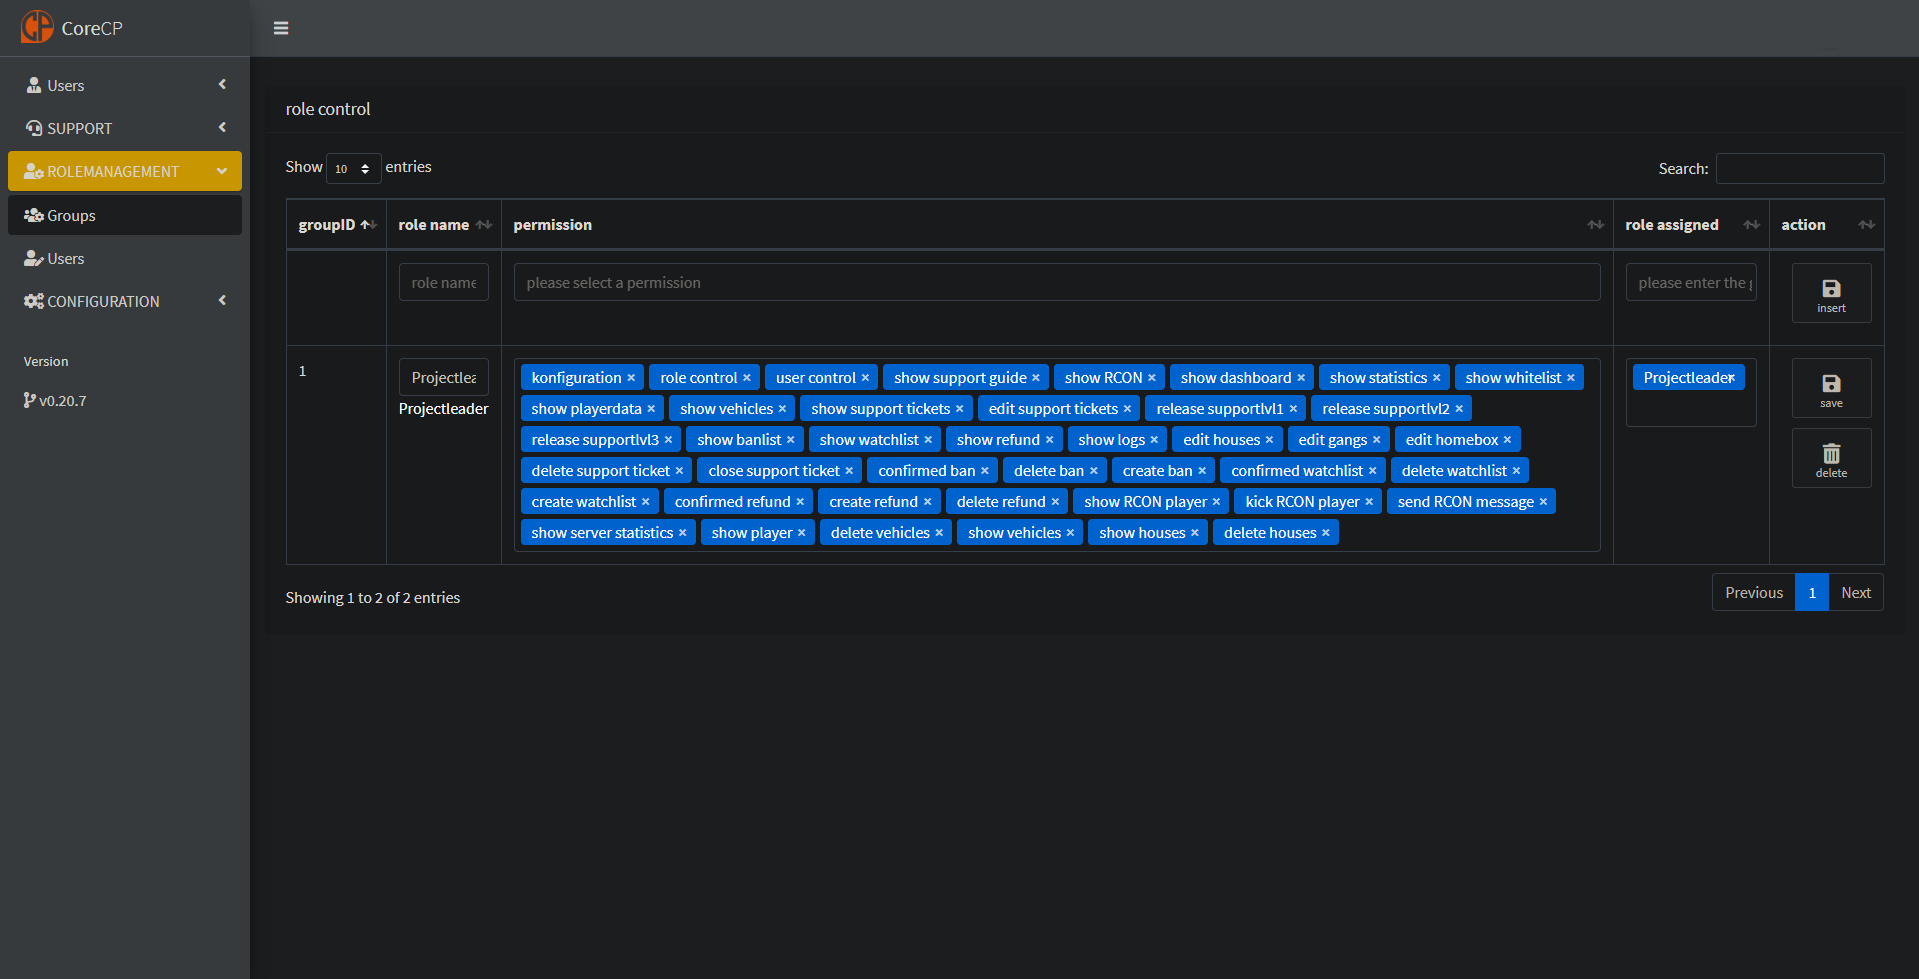 CoreCP
Users
SUPPORT
ROLEMANAGEMENT
Groups
Users
CONFIGURATION
Version
v0.20.7
role control
Show 10 entries
Search:
groupID role name permission role assigned action
role name please select a permission please enter the g insert
1 Projectlea
Projectleader
konfiguration × role control × user control × show support guide × show RCON × show dashboard × show statistics × show whitelist ×
show playerdata × show vehicles × show support tickets × edit support tickets × release supportlvl1 × release supportlvl2 ×
release supportlvl3 × show banlist × show watchlist × show refund × show logs × edit houses × edit gangs × edit homebox ×
delete support ticket × close support ticket × confirmed ban × delete ban × create ban × confirmed watchlist × delete watchlist ×
create watchlist × confirmed refund × create refund × delete refund × show RCON player × kick RCON player × send RCON message ×
show server statistics × show player × delete vehicles × show vehicles × show houses × delete houses ×
Projectleader ×
save
delete
Showing 1 to 2 of 2 entries
Previous 1 Next